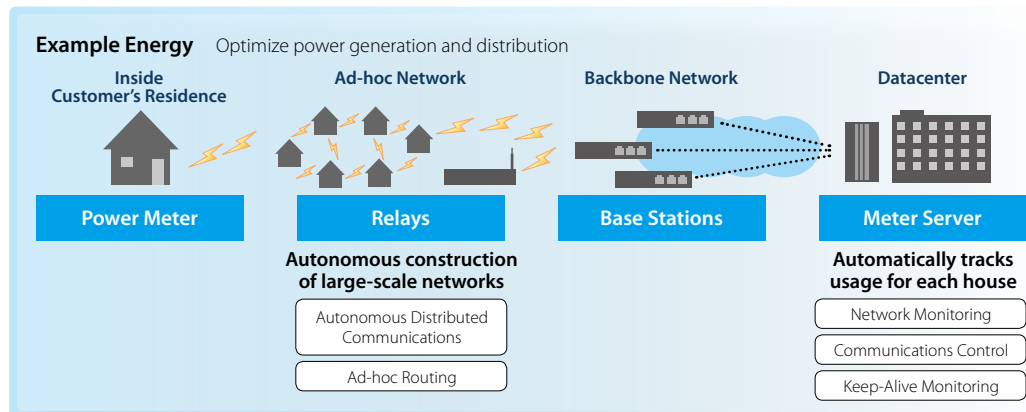 Example Energy Optimize power generation and distribution
Inside
Customer's Residence
Ad-hoc Network
Backbone Network
Datacenter
Power Meter
Relays
Base Stations
Meter Server
Autonomous construction
of large-scale networks
Automatically tracks
usage for each house
Autonomous Distributed
Communications
Ad-hoc Routing
Network Monitoring
Communications Control
Keep-Alive Monitoring